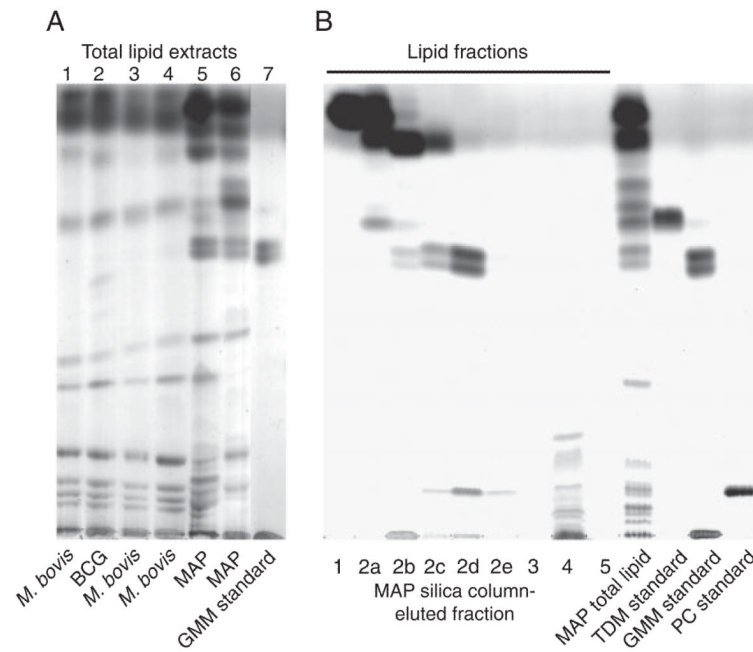 A
Total lipid extracts
1 2 3 4 5 6 7
M. bovis
BCG
M. bovis
M. bovis
MAP
MAP
GMM standard
B
Lipid fractions
1 2a 2b 2c 2d 2e 3 4 5
MAP silica column-
eluted fraction
MAP total lipid
TDM standard
GMM standard
PC standard